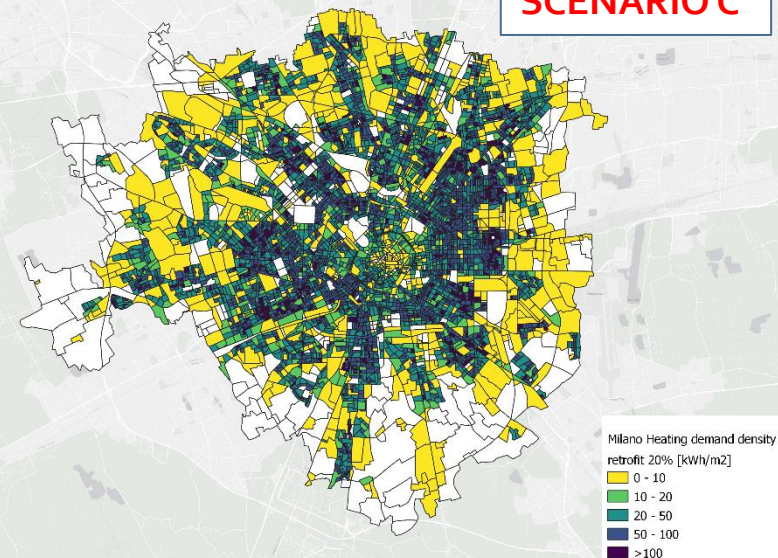 SCENARIO C
Milano Heating demand density
retrofit 20% [kWh/m2]
0 - 10
10 - 20
20 - 50
50 - 100
>100